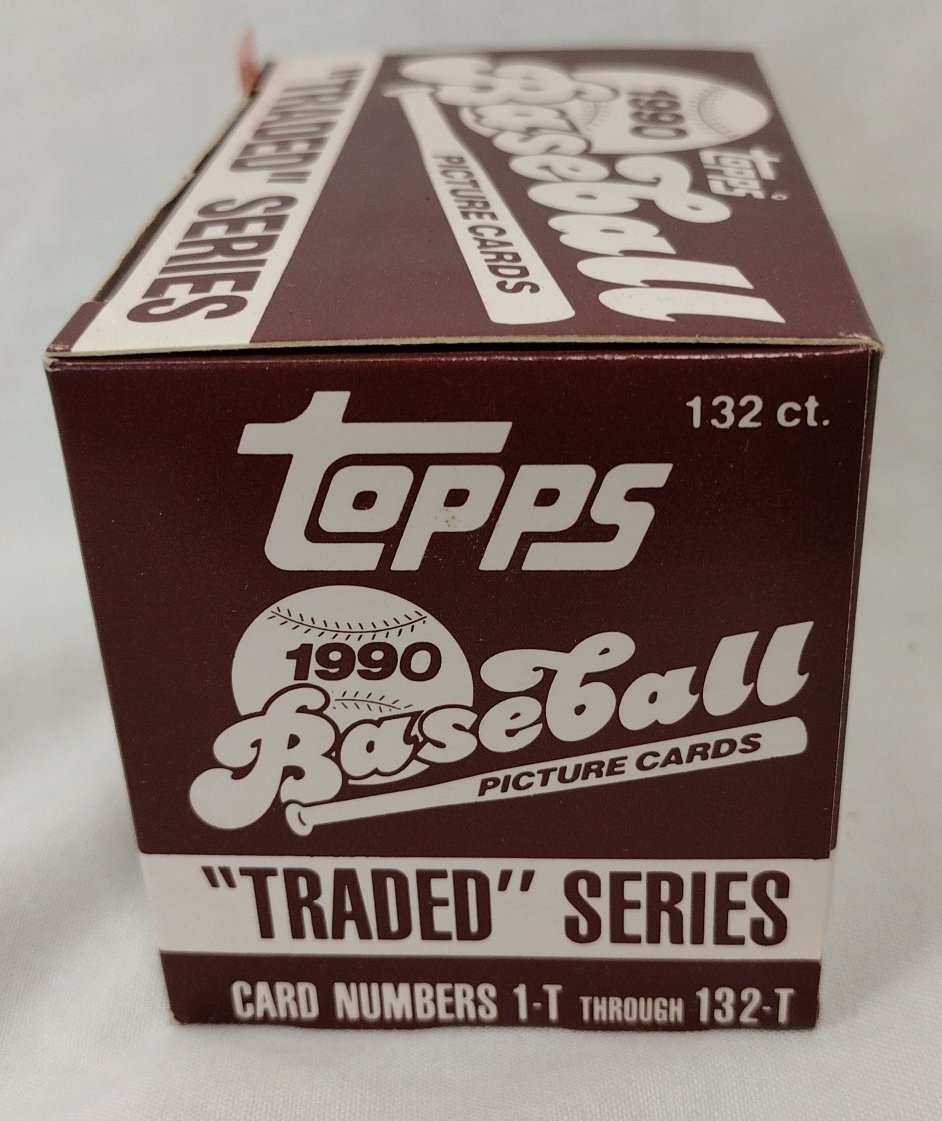 "TRADED" SERIES
1990
Baseball
topps
PICTURE CARDS
132 ct.
topps
1990
Baseball
PICTURE CARDS
"TRADED" SERIES
CARD NUMBERS 1-T THROUGH 132-T